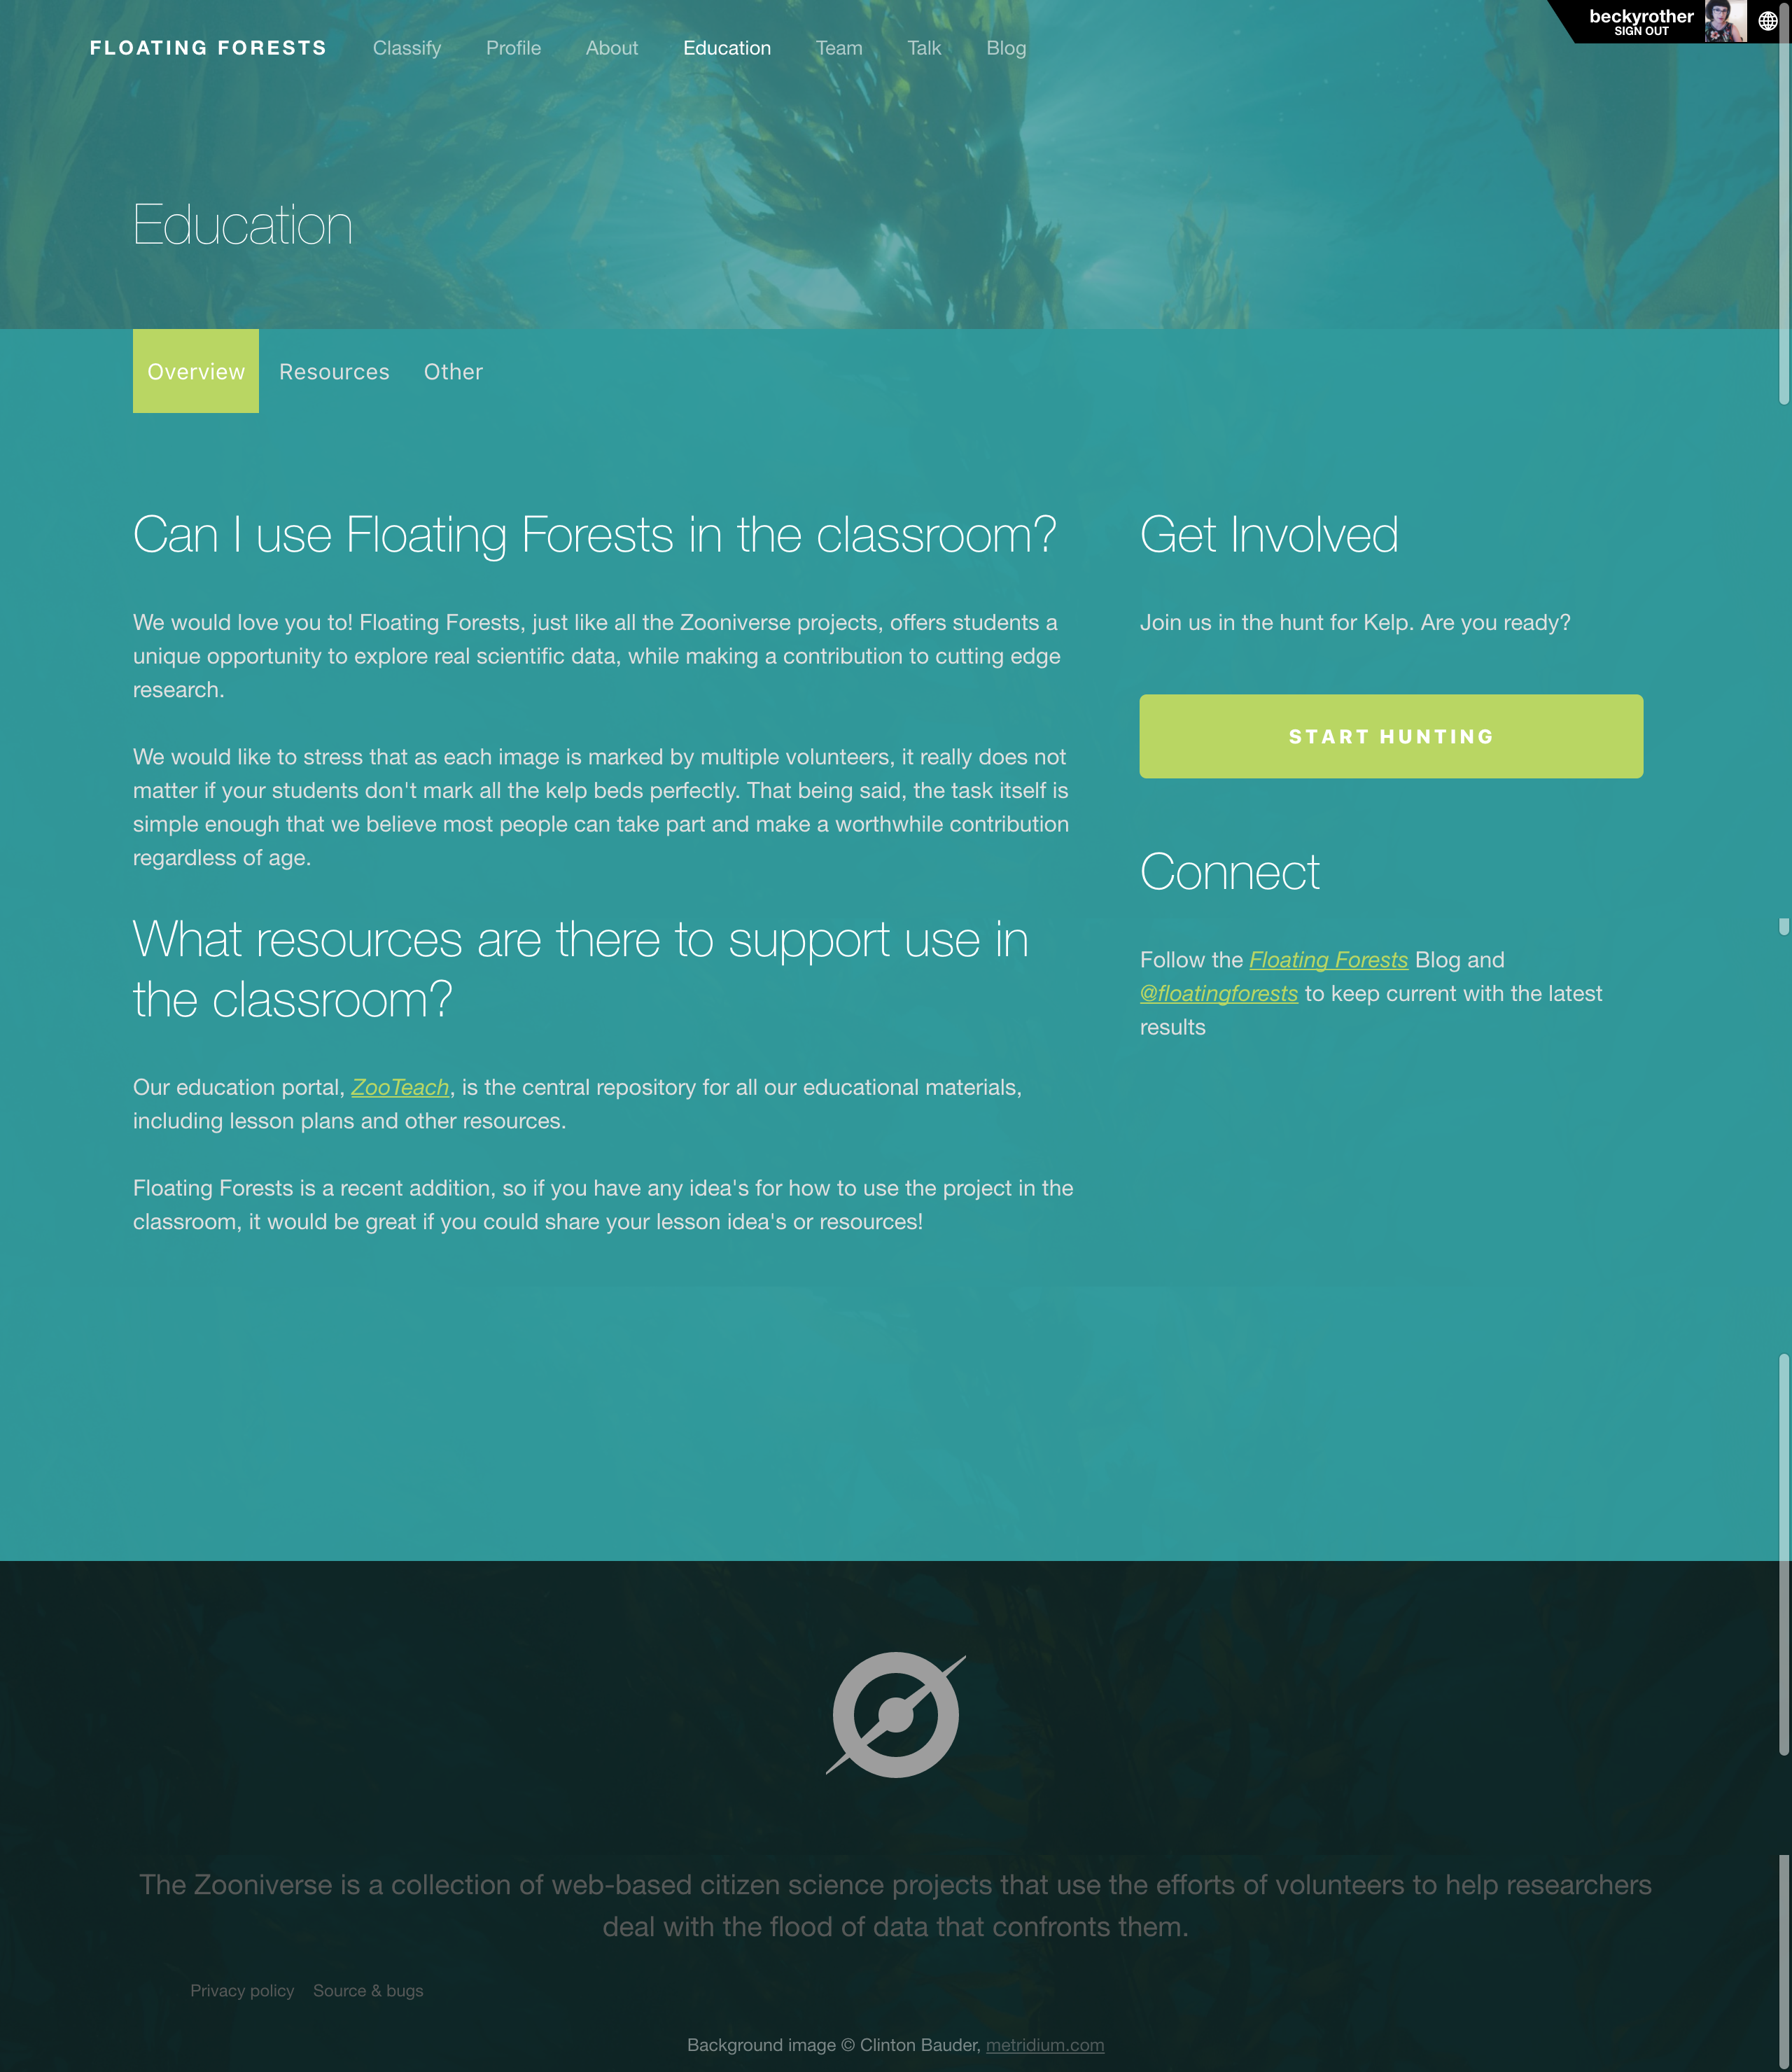 FLOATING FORESTS Classify Profile About Education Team Talk Blog
beckyrother
SIGN OUT
Education
Overview Resources Other
Can I use Floating Forests in the classroom?
We would love you to! Floating Forests, just like all the Zooniverse projects, offers students a
unique opportunity to explore real scientific data, while making a contribution to cutting edge
research.
We would like to stress that as each image is marked by multiple volunteers, it really does not
matter if your students don't mark all the kelp beds perfectly. That being said, the task itself is
simple enough that we believe most people can take part and make a worthwhile contribution
regardless of age.
What resources are there to support use in
the classroom?
Our education portal, ZooTeach, is the central repository for all our educational materials,
including lesson plans and other resources.
Floating Forests is a recent addition, so if you have any idea's for how to use the project in the
classroom, it would be great if you could share your lesson idea's or resources!
Get Involved
Join us in the hunt for Kelp. Are you ready?
START HUNTING
Connect
Follow the Floating Forests Blog and
@floatingforests to keep current with the latest
results
The Zooniverse is a collection of web-based citizen science projects that use the efforts of volunteers to help researchers
deal with the flood of data that confronts them.
Privacy policy Source & bugs
Background image © Clinton Bauder, metridium.com